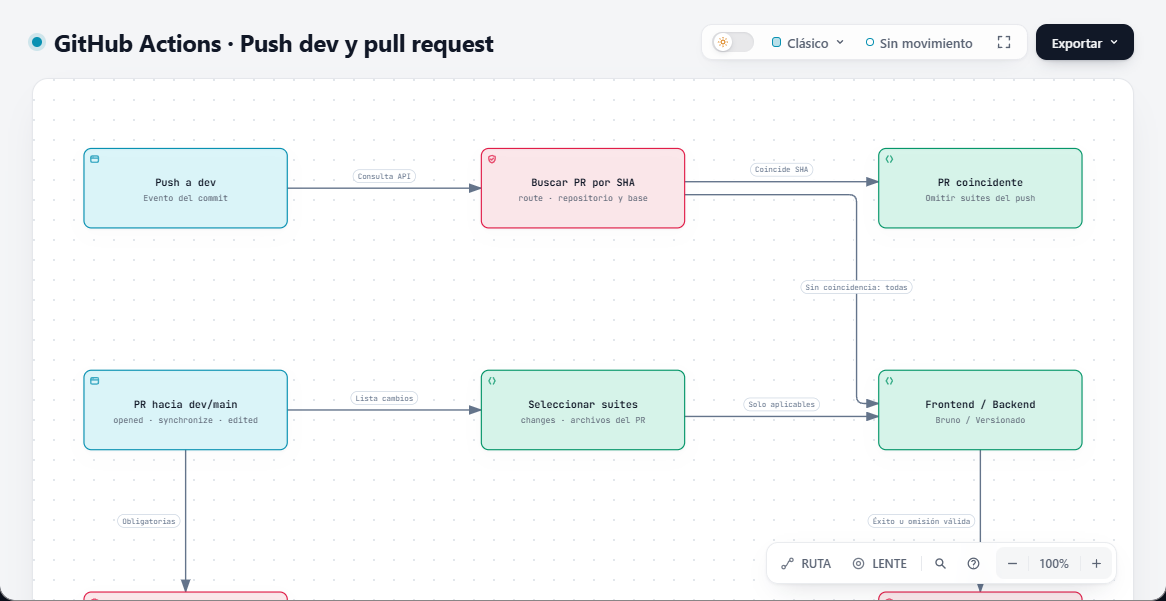 GitHub Actions · Push dev y pull request
Clásico
Sin movimiento
Exportar
Push a dev
Evento del commit
Consulta API
Buscar PR por SHA
route · repositorio y base
Coincide SHA
PR coincidente
Omitir suites del push
Sin coincidencia: todas
PR hacia dev/main
opened · synchronize · edited
Lista cambios
Seleccionar suites
changes · archivos del PR
Solo aplicables
Frontend / Backend
Bruno / Versionado
Obligatorias
Éxito u omisión válida
RUTA
LENTE
100%